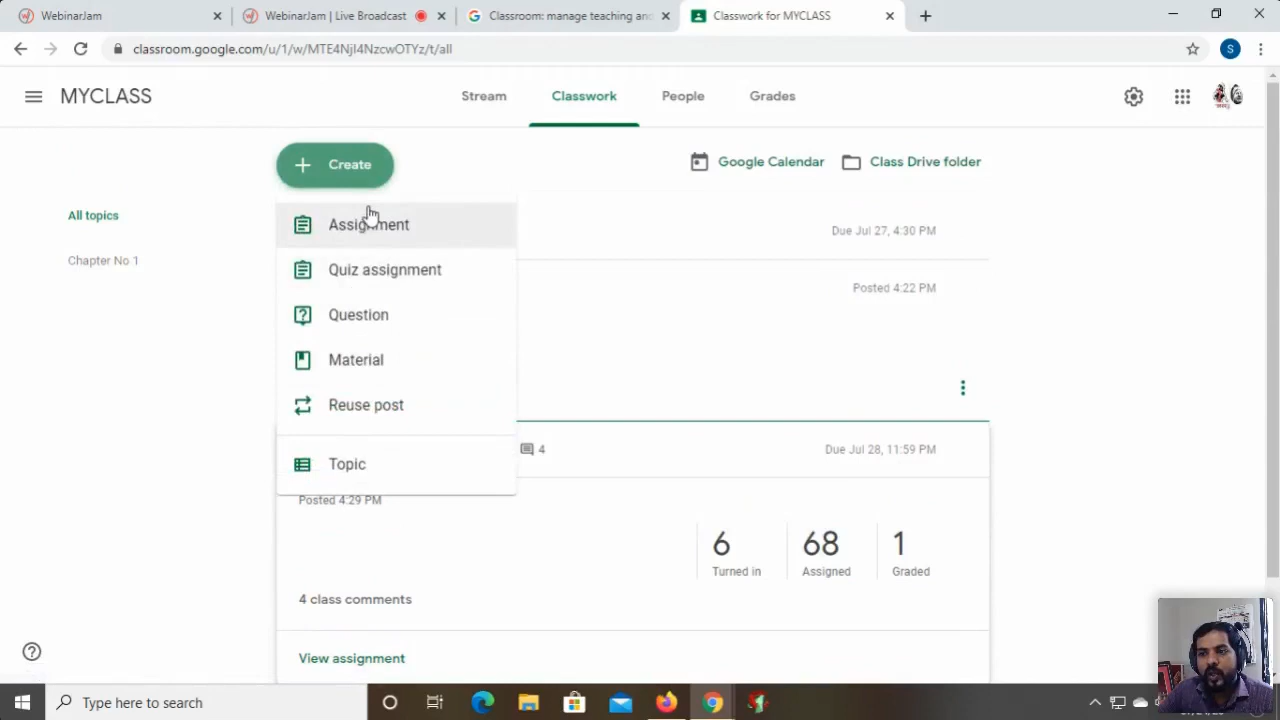 WebinarJam
WebinarJam | Live Broadcast
Classroom: manage teaching and
Classwork for MYCLASS
classroom.google.com/u/1/w/MTE4NjI4NzcwOTYz/t/all
S
MYCLASS
Stream
Classwork
People
Grades
Create
Google Calendar
Class Drive folder
All topics
Chapter No 1
Assignment
Quiz assignment
Question
Material
Reuse post
Topic
Due Jul 27, 4:30 PM
Posted 4:22 PM
4
Due Jul 28, 11:59 PM
Posted 4:29 PM
6
68
1
Turned in
Assigned
Graded
4 class comments
View assignment
Type here to search